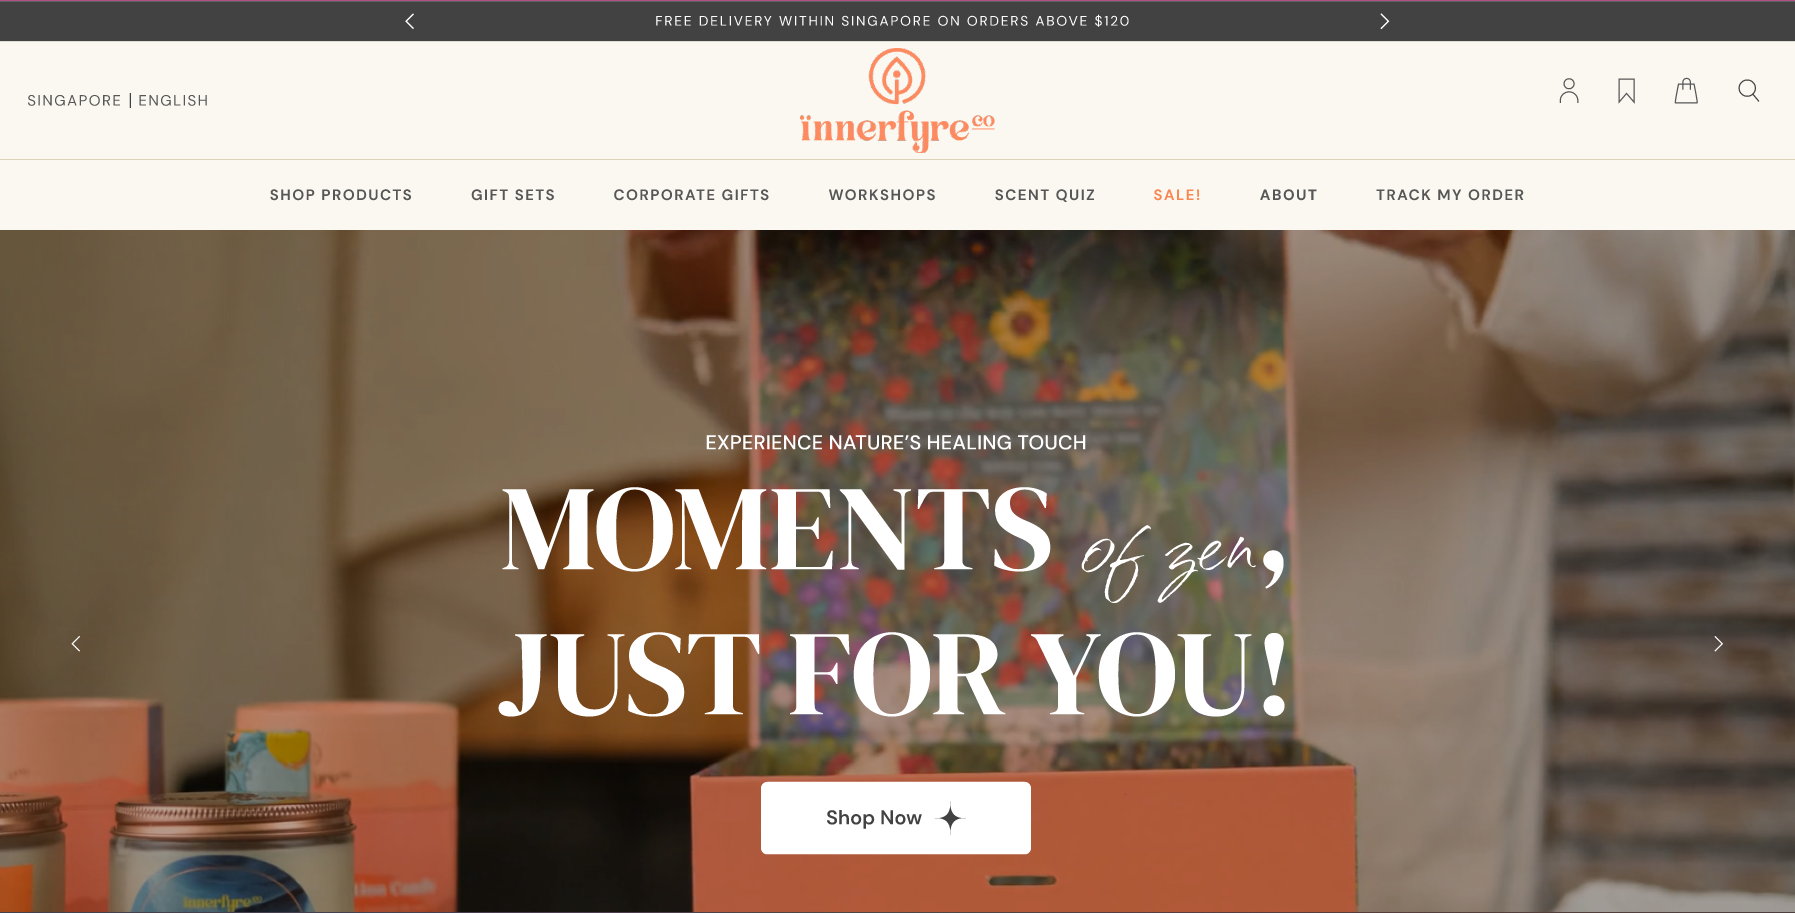 FREE DELIVERY WITHIN SINGAPORE ON ORDERS ABOVE $120
SINGAPORE | ENGLISH
ïnnerfyre co
SHOP PRODUCTS
GIFT SETS
CORPORATE GIFTS
WORKSHOPS
SCENT QUIZ
SALE!
ABOUT
TRACK MY ORDER
EXPERIENCE NATURE’S HEALING TOUCH
MOMENTS of zen,
JUST FOR YOU!
Shop Now
innerfyre co